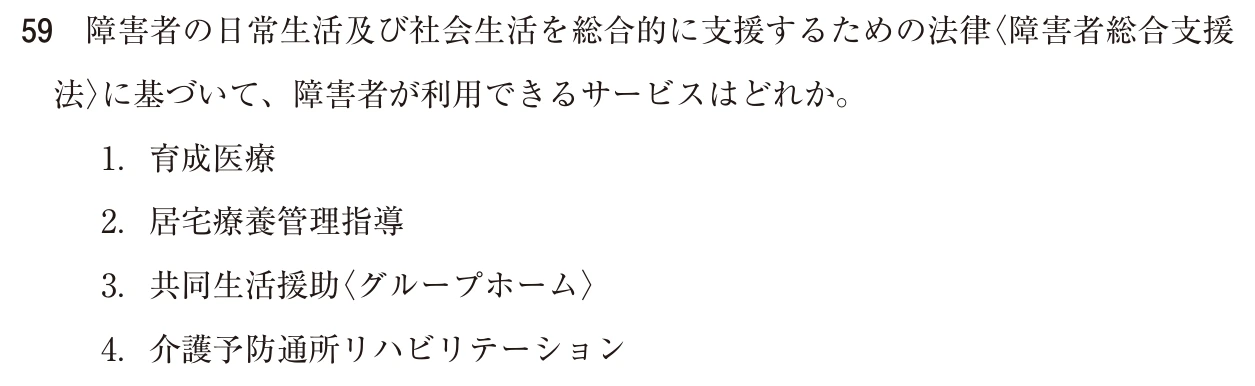 59　障害者の日常生活及び社会生活を総合的に支援するための法律〈障害者総合支援
法〉に基づいて、障害者が利用できるサービスはどれか。
1. 育成医療
2. 居宅療養管理指導
3. 共同生活援助〈グループホーム〉
4. 介護予防通所リハビリテーション